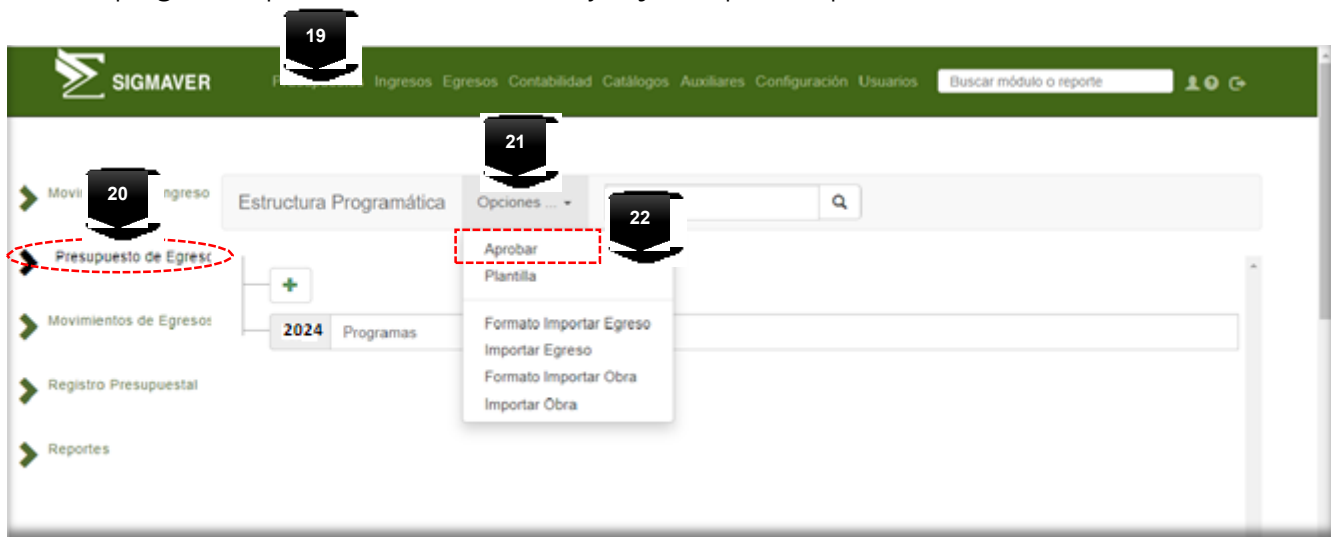 19
SIGMAVER Ingresos Egresos Contabilidad Catálogos Auxiliares Configuración Usuarios Buscar módulo o reporte
21
20
22
Movi ngreso
Estructura Programática Opciones ...
Presupuesto de Egreso
Aprobar
Plantilla
Movimientos de Egresos
2024 Programas
Formato Importar Egreso
Importar Egreso
Formato Importar Obra
Importar Obra
Registro Presupuestal
Reportes